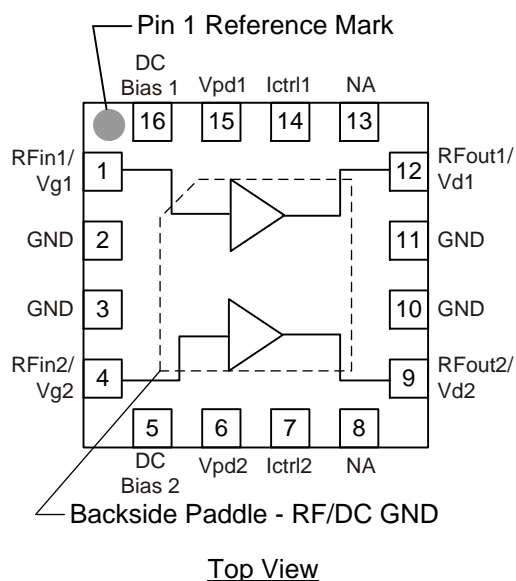 Pin 1 Reference Mark
DC
Bias 1
Vpd1
Ictrl1
NA
16
15
14
13
RFin1/
Vg1
1
12
RFout1/
Vd1
GND
2
11
GND
GND
3
10
GND
RFin2/
Vg2
4
9
RFout2/
Vd2
5
6
7
8
DC
Bias 2
Vpd2
Ictrl2
NA
Backside Paddle - RF/DC GND
Top View